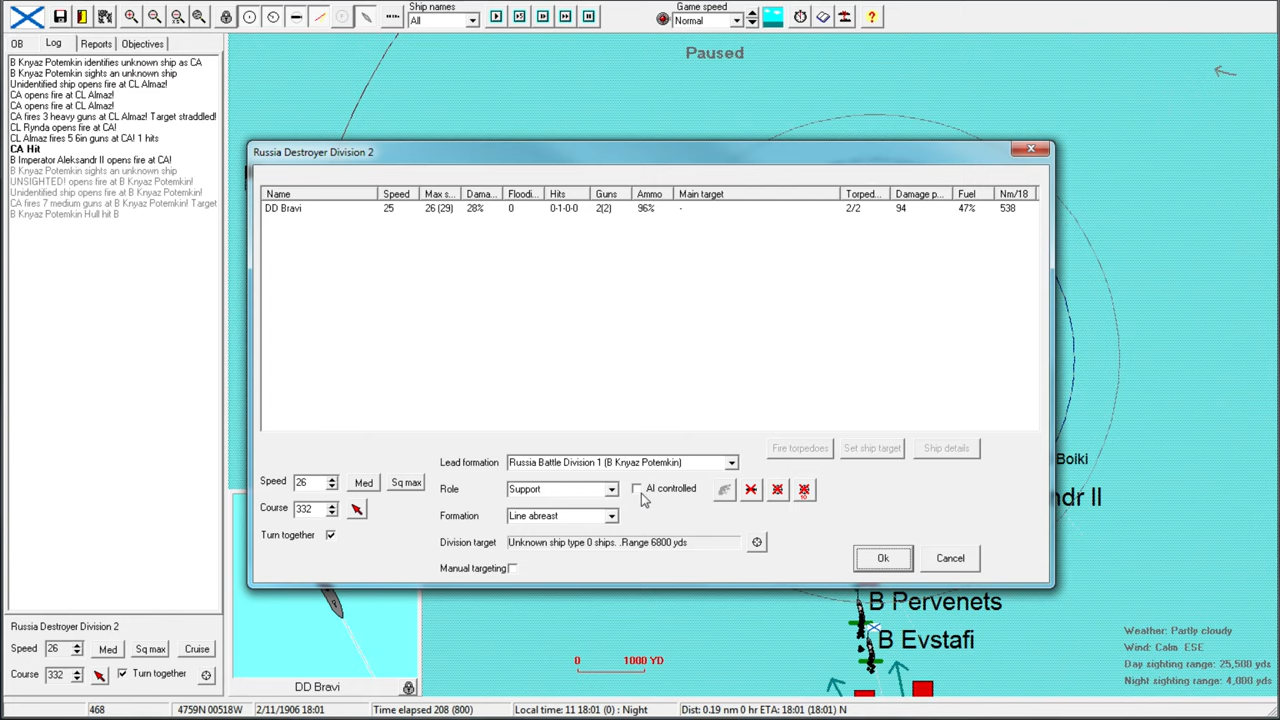 Ship names
All
Game speed
Normal
?
OB
Log
Reports
Objectives
B Knyaz Potemkin identifies unknown ship as CA
B Knyaz Potemkin sights an unknown ship
Unidentified ship opens fire at CL Almaz!
CA opens fire at CL Almaz!
CA opens fire at CL Almaz!
CA fires 3 heavy guns at CL Almaz! Target straddled!
CL Rynda opens fire at CA!
CL Almaz fires 5 6in guns at CA! 1 hits
CA Hit
B Imperator Aleksandr II opens fire at CA!
B Knyaz Potemkin sights an unknown ship
UNSIGHTED! opens fire at B Knyaz Potemkin!
Unidentified ship opens fire at B Knyaz Potemkin!
CA fires 7 medium guns at B Knyaz Potemkin! Target
B Knyaz Potemkin Hull hit B
Paused
Russia Destroyer Division 2
Name Speed Max s... Dama... Floodi... Hits Guns Ammo Main target Torped... Damage p... Fuel Nm/18
DD Bravi 25 26 (29) 28% 0 0-1-0-0 2(2) 96% - 2/2 94 47% 538
Fire torpedoes Set ship target Ship details
Lead formation Russia Battle Division 1 (B Knyaz Potemkin)
Speed 26 Med Sq max
Role Support AI controlled
10
Course 332
Formation Line abreast
Turn together
Division target Unknown ship type 0 ships. .Range 6800 yds
Manual targeting
Ok Cancel
Boiki
ndr II
B Pervenets
B Evstafi
Russia Destroyer Division 2
Speed 26 Med Sq max Cruise
Course 332 Turn together
DD Bravi
0 1000 YD
Weather: Partly cloudy
Wind: Calm ESE
Day sighting range: 25,500 yds
Night sighting range: 4,000 yds
468 4759N 00518W 2/11/1906 18:01 Time elapsed 208 (800) Local time: 11 18:01 (0) : Night Dist: 0.19 nm 0 hr ETA: 18:01 (18:01) N